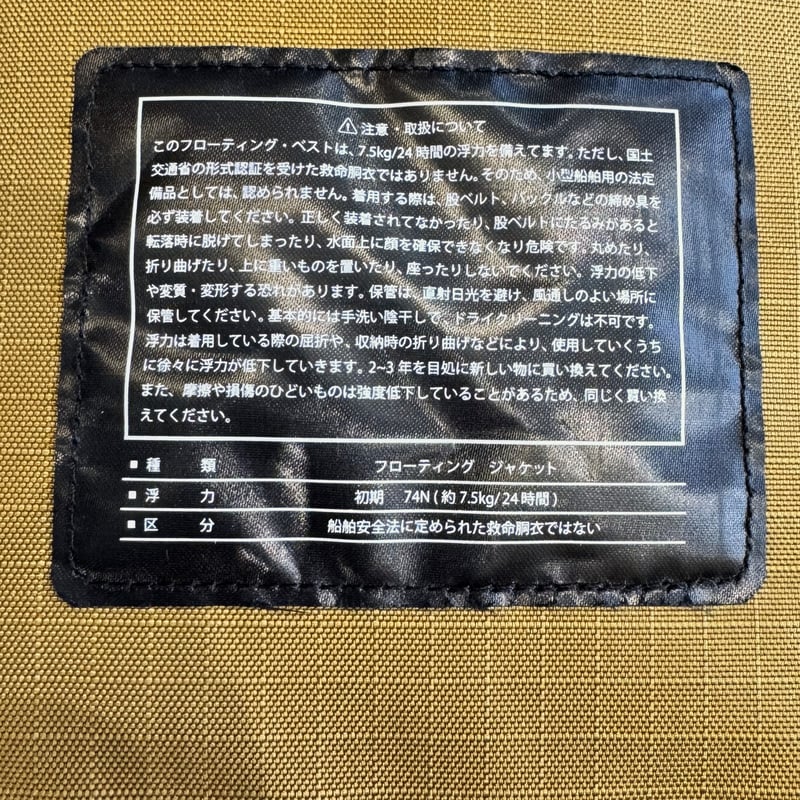 ⚠注意・取扱について
このフローティング・ベストは、7.5kg/24時間の浮力を備えてます。ただし、国土
交通省の形式認証を受けた救命胴衣ではありません。そのため、小型船舶用の法定
備品としては、認められません。着用する際は、股ベルト、バックルなどの締め具を
必ず装着してください。正しく装着されてなかったり、股ベルトにたるみがあると
転落時に脱げてしまったり、水面上に顔を確保できなくなり危険です。丸めたり、
折り曲げたり、上に重いものを置いたり、座ったりしないでください。浮力の低下
や変質・変形する恐れがあります。保管は、直射日光を避け、風通しのよい場所に
保管してください。基本的には手洗い陰干しで、ドライクリーニングは不可です。
浮力は着用している際の屈折や、収納時の折り曲げなどにより、使用していくうち
に徐々に浮力が低下していきます。2~3年を目処に新しい物に買い換えてください。
また、摩擦や損傷のひどいものは強度低下していることがあるため、同じく買い換
えてください。
■種 類 フローティング ジャケット
■浮 力 初期 74N(約7.5kg/24時間)
■区 分 船舶安全法に定められた救命胴衣ではない